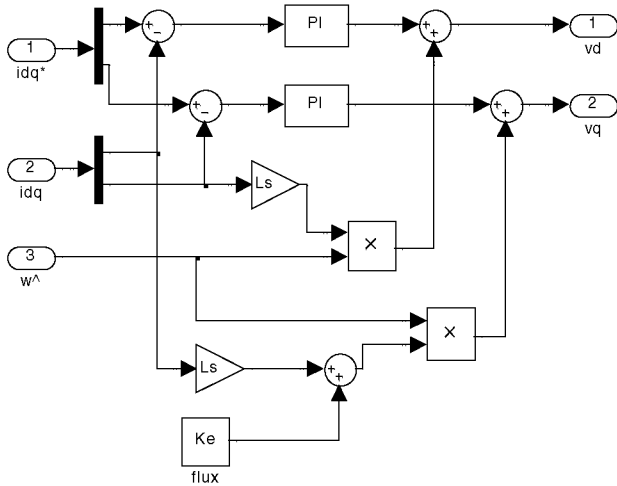 1
idq*
+
−
PI
+
+
1
vd
+
−
PI
+
+
2
vq
2
idq
Ls
×
3
w^
×
Ls
+
+
Ke
flux